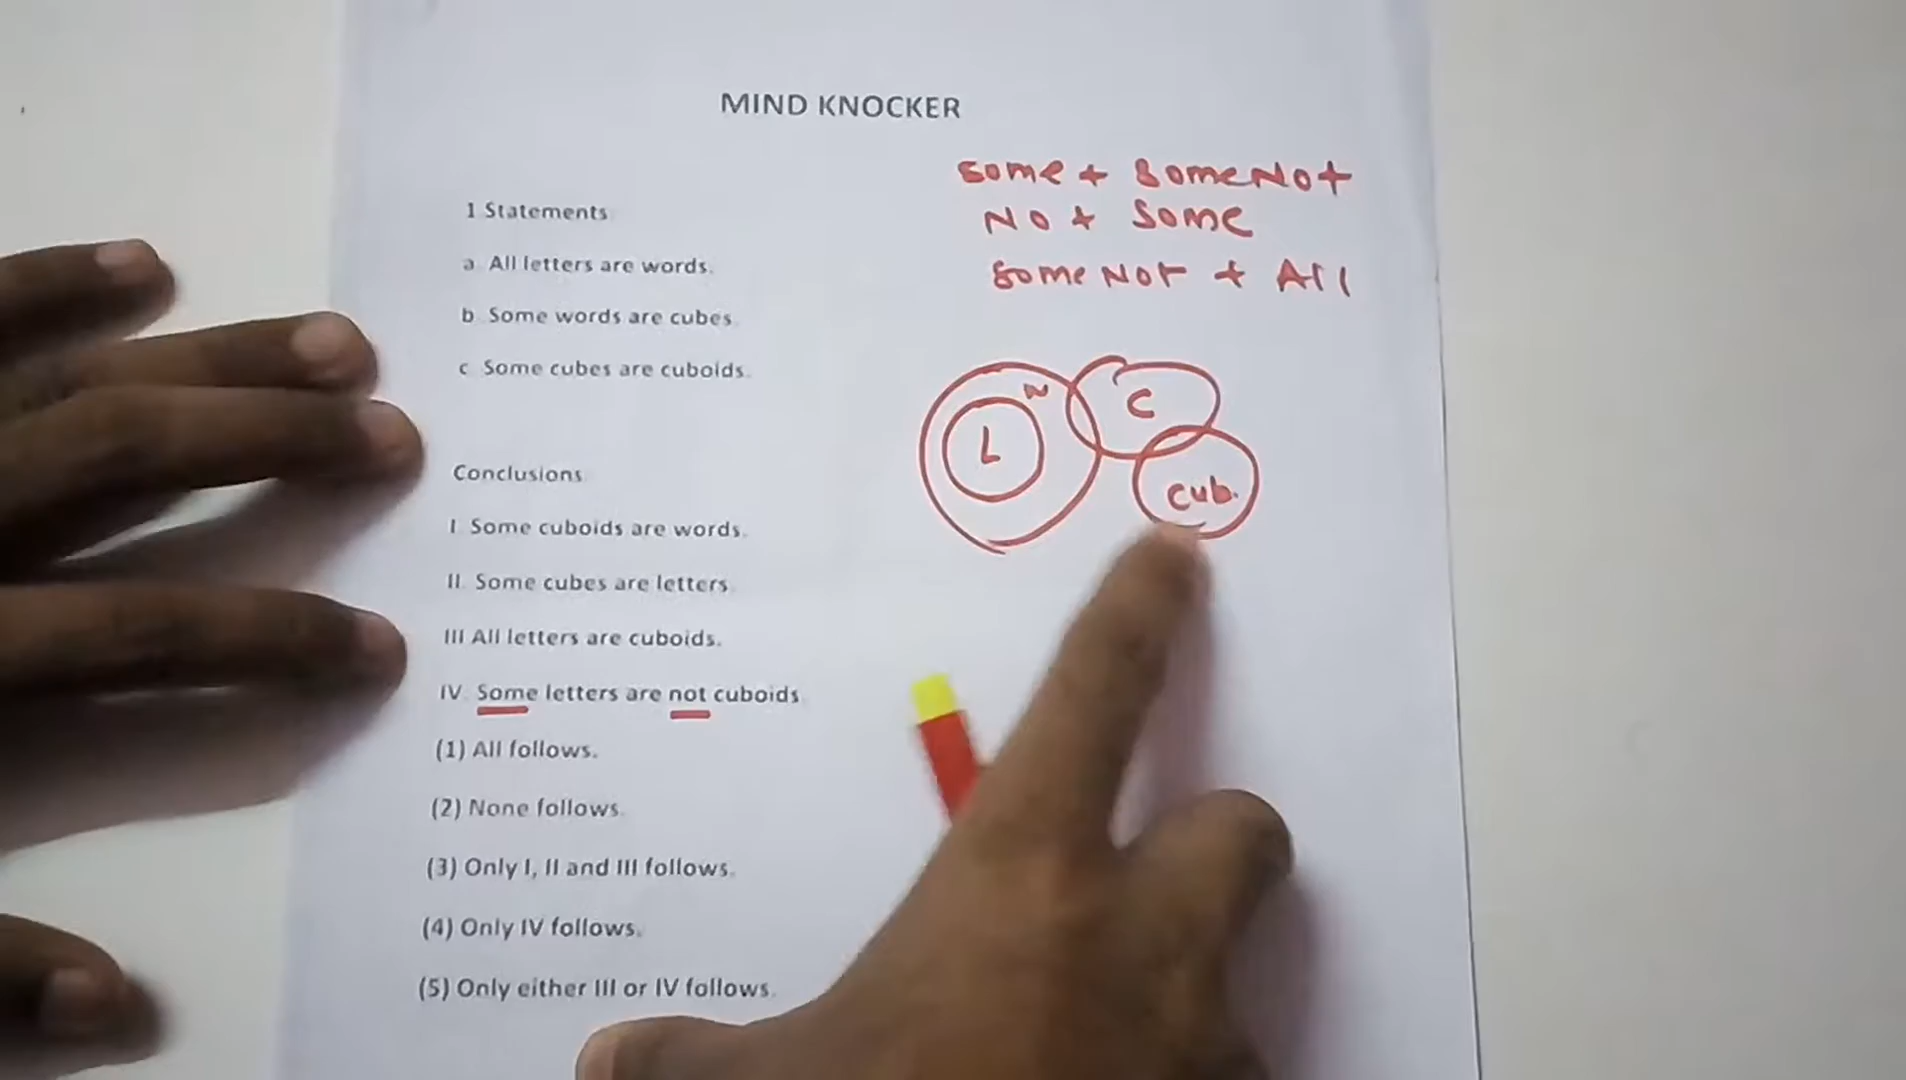 MIND KNOCKER
some + someNot
No + Some
some Not + All
1 Statements
a All letters are words.
b Some words are cubes.
c Some cubes are cuboids.
L
W
C
cub.
Conclusions
I. Some cuboids are words.
II. Some cubes are letters.
III All letters are cuboids.
IV. Some letters are not cuboids
(1) All follows.
(2) None follows.
(3) Only I, II and III follows.
(4) Only IV follows.
(5) Only either III or IV follows.